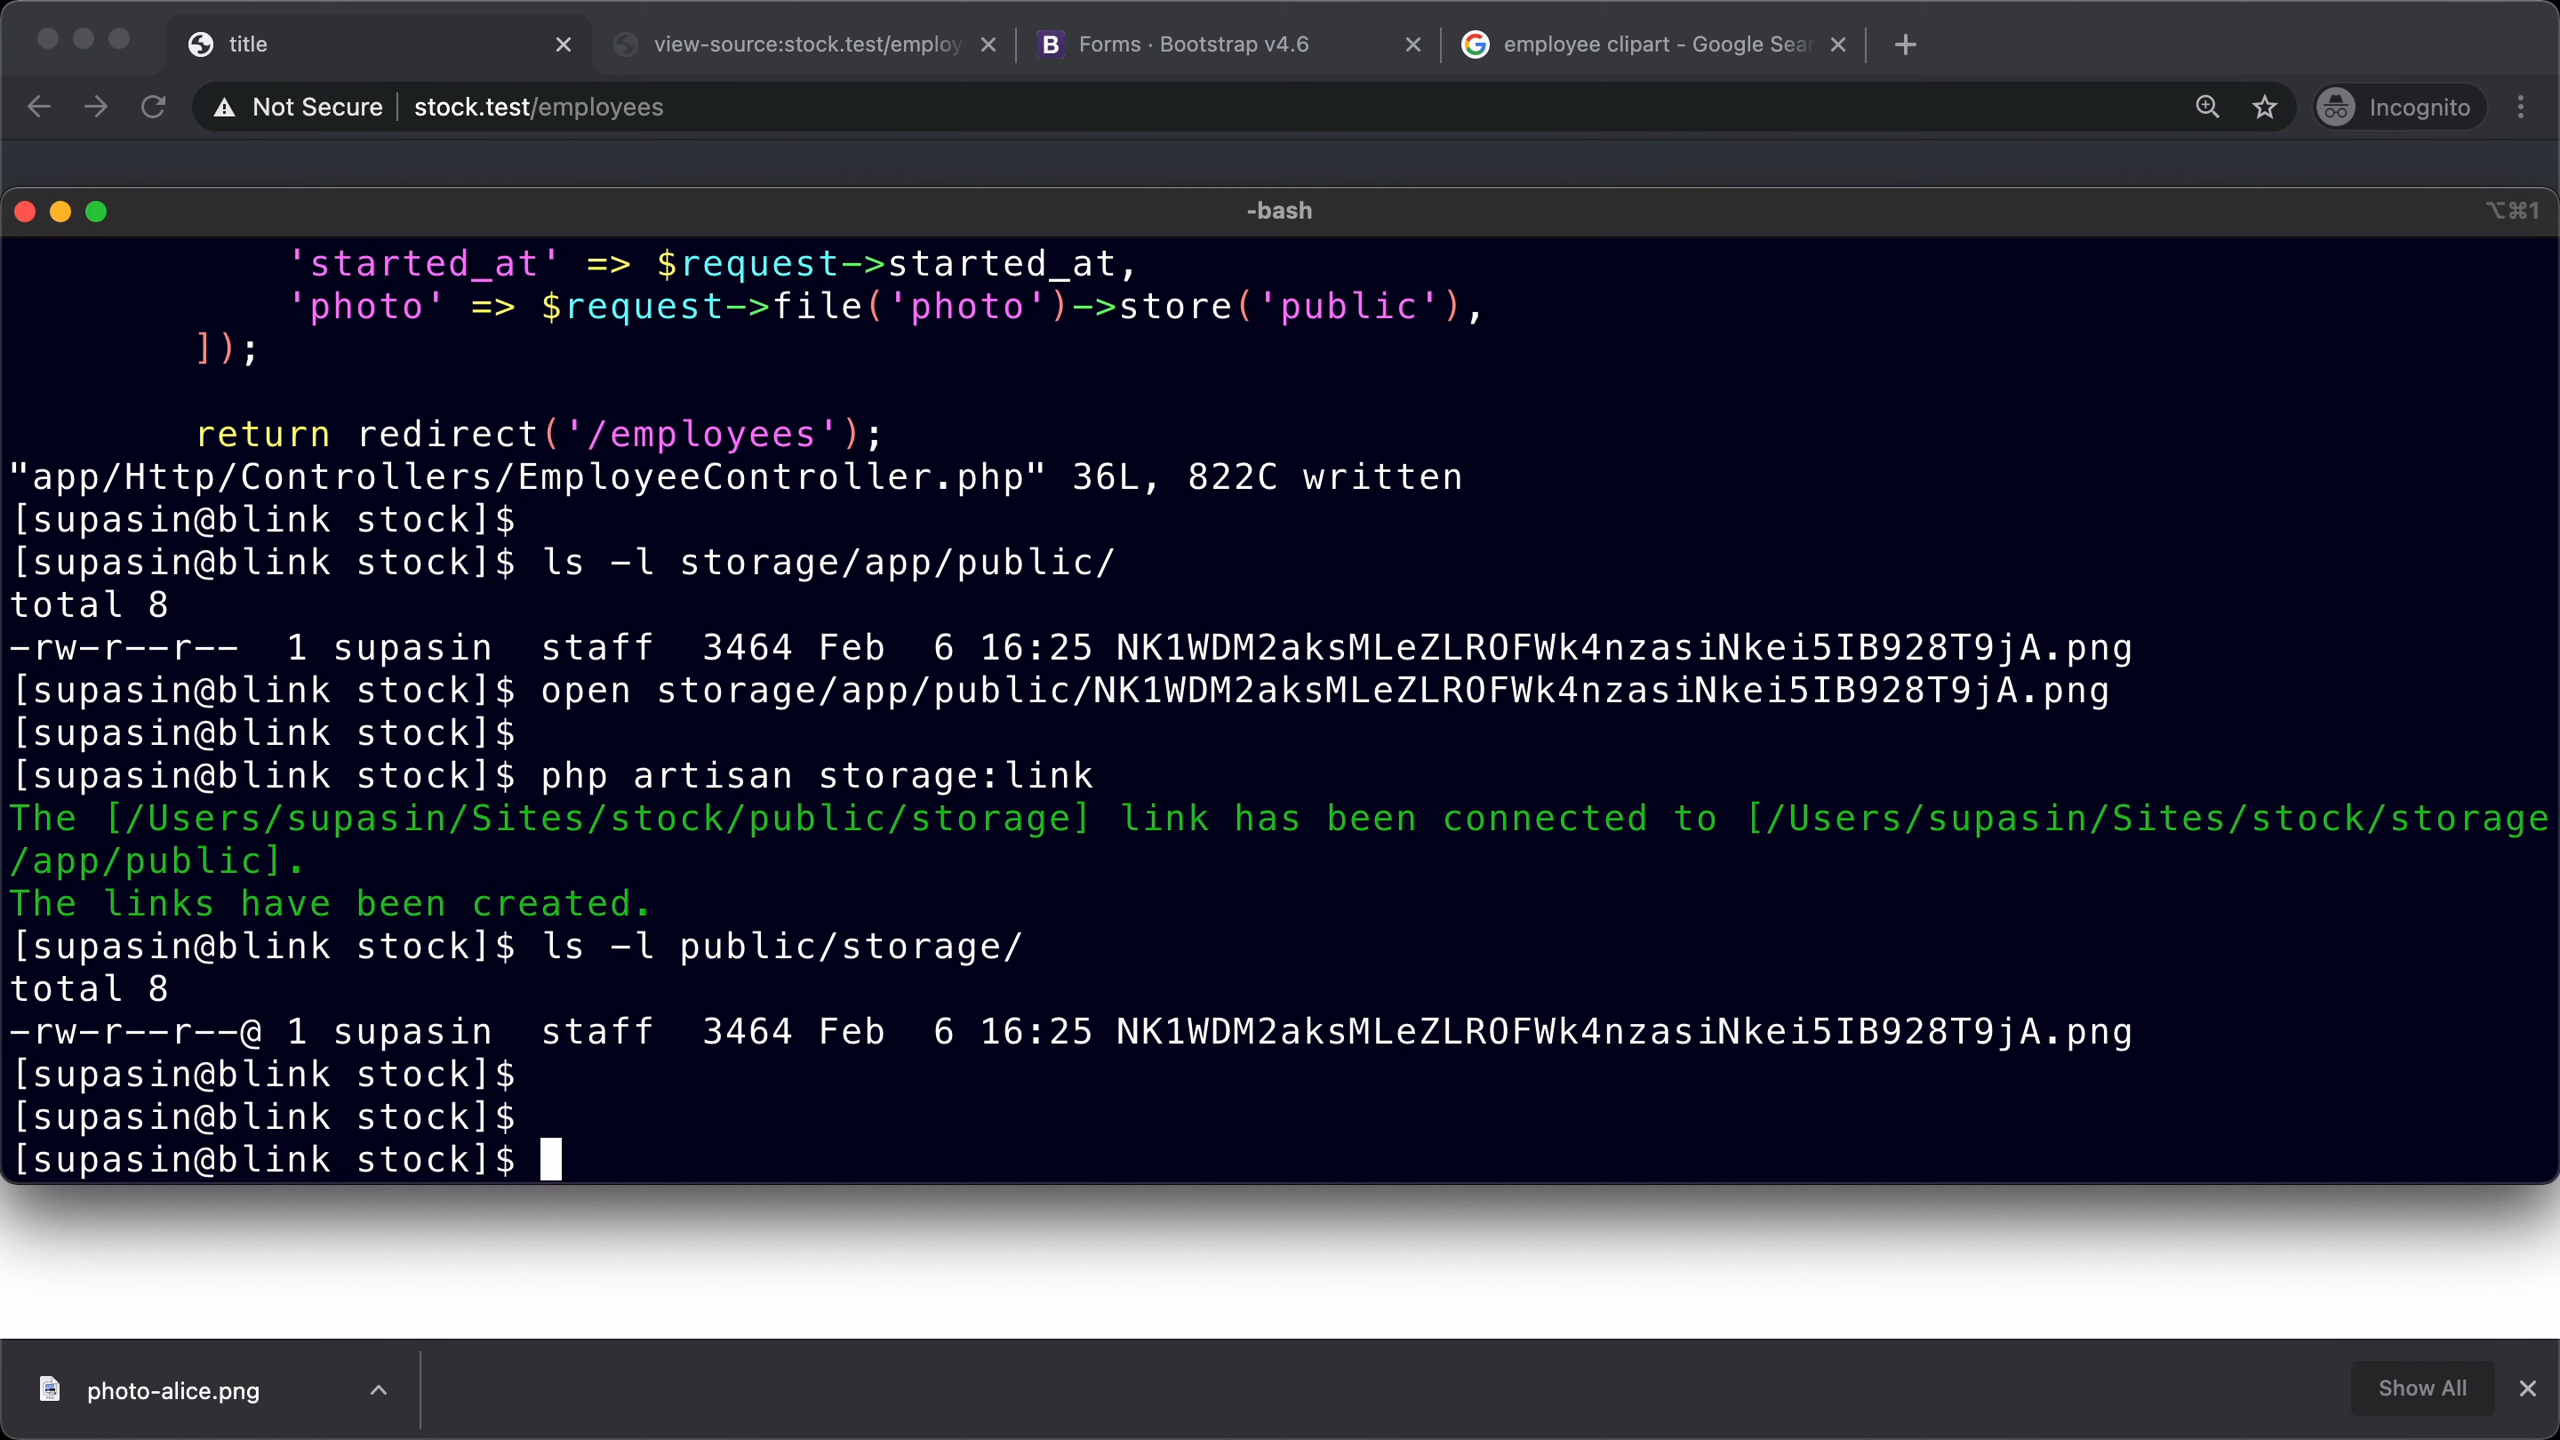 title
view-source:stock.test/employ
Forms · Bootstrap v4.6
employee clipart - Google Sear
Not Secure
stock.test/employees
Incognito
-bash
⌥⌘1
'started_at' => $request->started_at,
'photo' => $request->file('photo')->store('public'),
]);
return redirect('/employees');
"app/Http/Controllers/EmployeeController.php" 36L, 822C written
[supasin@blink stock]$
[supasin@blink stock]$ ls -l storage/app/public/
total 8
-rw-r--r--  1 supasin  staff  3464 Feb  6 16:25 NK1WDM2aksMLeZLROFWk4nzasiNkei5IB928T9jA.png
[supasin@blink stock]$ open storage/app/public/NK1WDM2aksMLeZLROFWk4nzasiNkei5IB928T9jA.png
[supasin@blink stock]$
[supasin@blink stock]$ php artisan storage:link
The [/Users/supasin/Sites/stock/public/storage] link has been connected to [/Users/supasin/Sites/stock/storage
/app/public].
The links have been created.
[supasin@blink stock]$ ls -l public/storage/
total 8
-rw-r--r--@ 1 supasin  staff  3464 Feb  6 16:25 NK1WDM2aksMLeZLROFWk4nzasiNkei5IB928T9jA.png
[supasin@blink stock]$
[supasin@blink stock]$
[supasin@blink stock]$
photo-alice.png
Show All